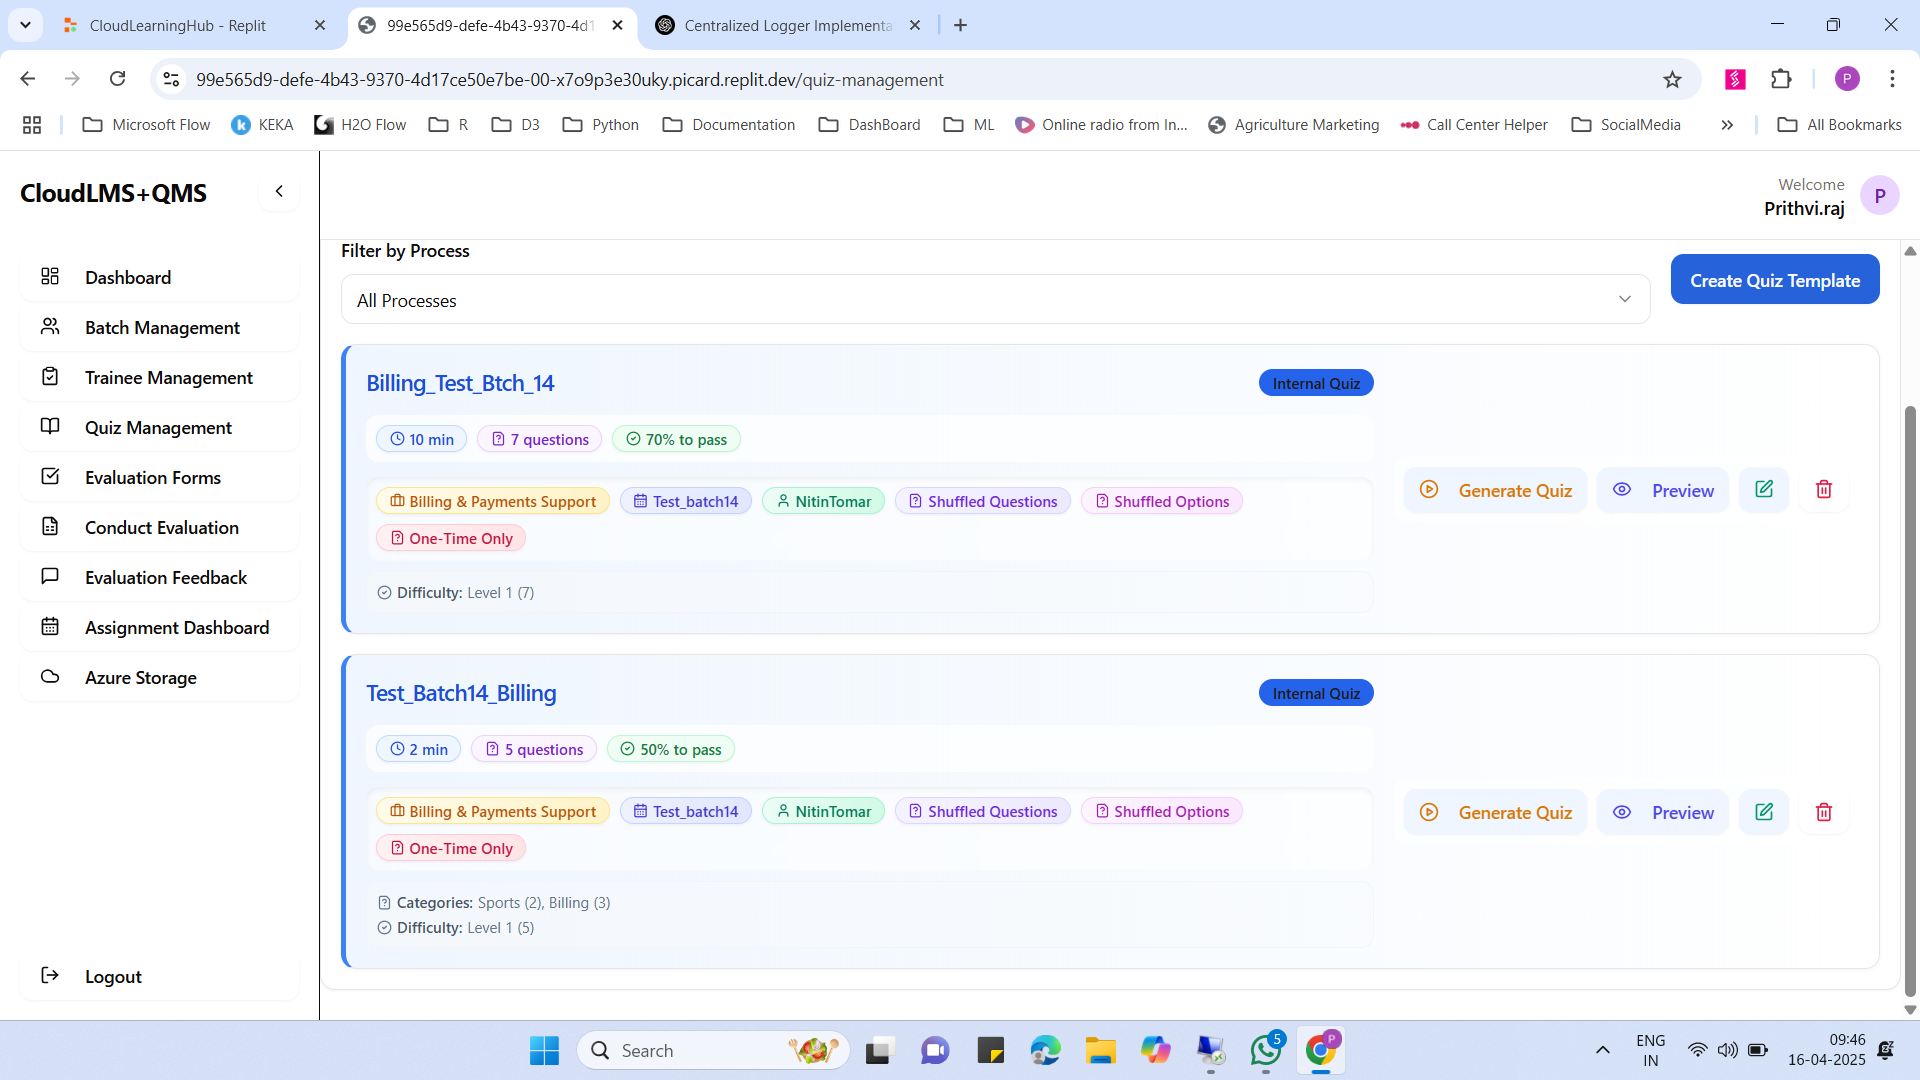 CloudLearningHub - Replit
99e565d9-defe-4b43-9370-4d1
Centralized Logger Implementa
99e565d9-defe-4b43-9370-4d17ce50e7be-00-x7o9p3e30uky.picard.replit.dev/quiz-management
P
Microsoft Flow
KEKA
H2O Flow
R
D3
Python
Documentation
DashBoard
ML
Online radio from In...
Agriculture Marketing
Call Center Helper
SocialMedia
All Bookmarks
CloudLMS+QMS
Welcome
Prithvi.raj
P
Dashboard
Batch Management
Trainee Management
Quiz Management
Evaluation Forms
Conduct Evaluation
Evaluation Feedback
Assignment Dashboard
Azure Storage
Logout
Filter by Process
All Processes
Create Quiz Template
Billing_Test_Btch_14
Internal Quiz
10 min
7 questions
70% to pass
Billing & Payments Support
Test_batch14
NitinTomar
Shuffled Questions
Shuffled Options
One-Time Only
Difficulty: Level 1 (7)
Generate Quiz
Preview
Test_Batch14_Billing
Internal Quiz
2 min
5 questions
50% to pass
Billing & Payments Support
Test_batch14
NitinTomar
Shuffled Questions
Shuffled Options
One-Time Only
Categories: Sports (2), Billing (3)
Difficulty: Level 1 (5)
Generate Quiz
Preview
Search
5
P
ENG
IN
09:46
16-04-2025